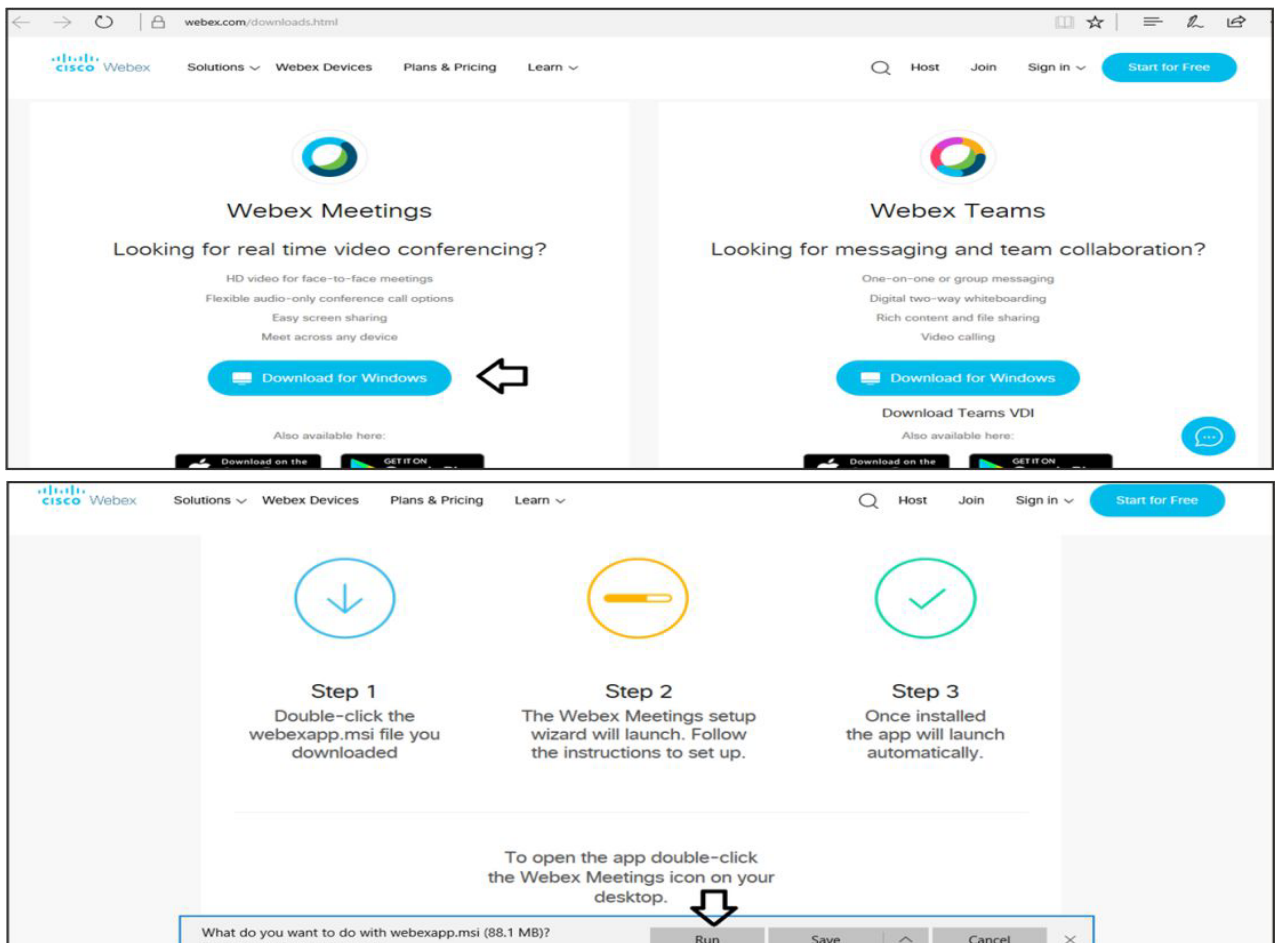 webex.com/downloads.html
cisco Webex Solutions Webex Devices Plans & Pricing Learn Host Join Sign in Start for Free
Webex Meetings
Looking for real time video conferencing?
HD video for face-to-face meetings
Flexible audio-only conference call options
Easy screen sharing
Meet across any device
Download for Windows
Also available here:
Download on the
GET IT ON
Webex Teams
Looking for messaging and team collaboration?
One-on-one or group messaging
Digital two-way whiteboarding
Rich content and file sharing
Video calling
Download for Windows
Download Teams VDI
Also available here:
Download on the
GET IT ON
cisco Webex Solutions Webex Devices Plans & Pricing Learn Host Join Sign in Start for Free
Step 1
Double-click the
webexapp.msi file you
downloaded
Step 2
The Webex Meetings setup
wizard will launch. Follow
the instructions to set up.
Step 3
Once installed
the app will launch
automatically.
To open the app double-click
the Webex Meetings icon on your
desktop.
What do you want to do with webexapp.msi (88.1 MB)?
Run Save Cancel